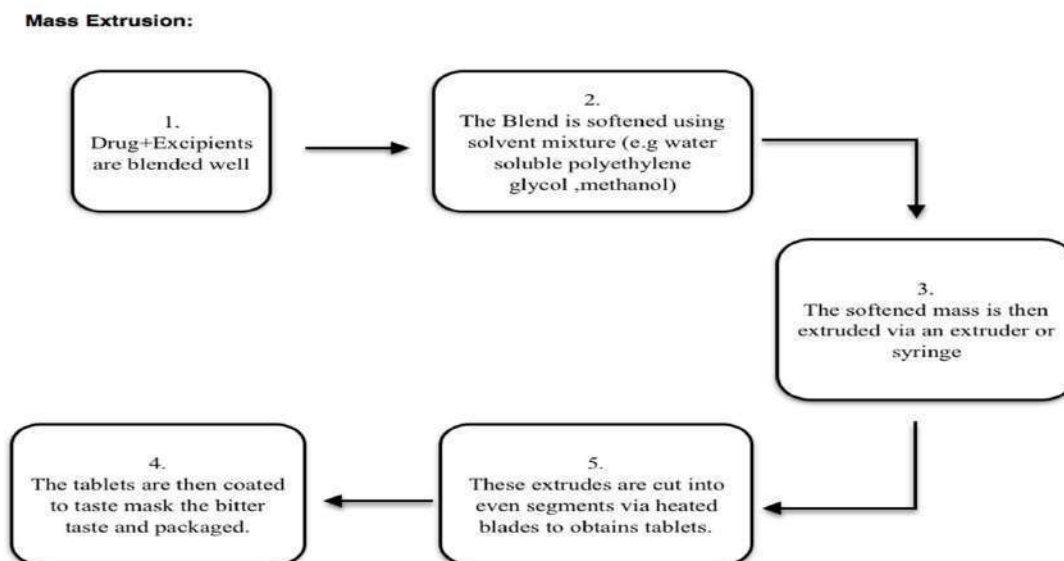 Mass Extrusion:
1.
Drug+Excipients
are blended well
2.
The Blend is softened using
solvent mixture (e.g water
soluble polyethylene
glycol ,methanol)
3.
The softened mass is then
extruded via an extruder or
syringe
4.
The tablets are then coated
to taste mask the bitter
taste and packaged.
5.
These extrudes are cut into
even segments via heated
blades to obtains tablets.